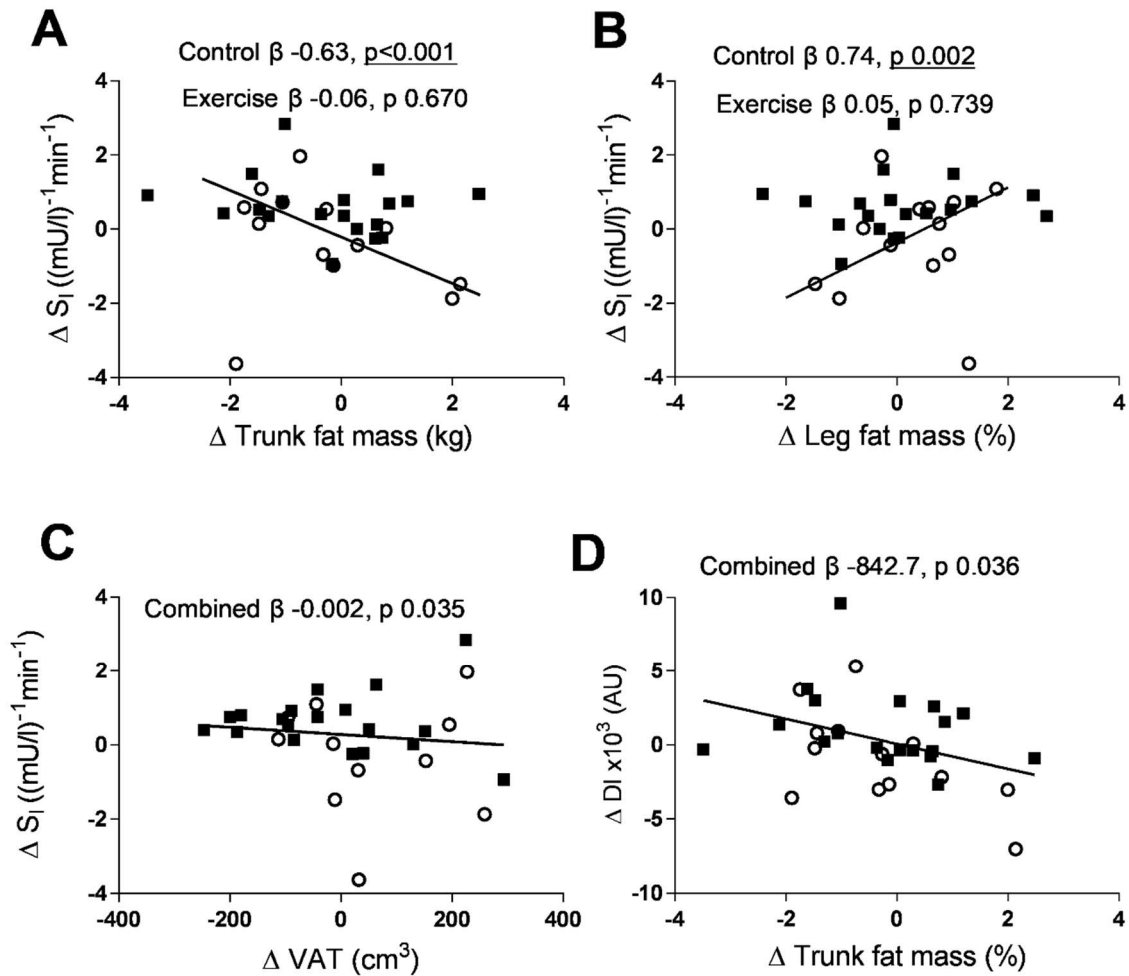 A
Control β -0.63, p<0.001
Exercise β -0.06, p 0.670
4
2
0
-2
-4
-4 -2 0 2 4
Δ SI ((mU/l)-1min-1)
Δ Trunk fat mass (kg)
B
Control β 0.74, p 0.002
Exercise β 0.05, p 0.739
4
2
0
-2
-4
-4 -2 0 2 4
Δ SI ((mU/l)-1min-1)
Δ Leg fat mass (%)
C
Combined β -0.002, p 0.035
4
2
0
-2
-4
-400 -200 0 200 400
Δ SI ((mU/l)-1min-1)
Δ VAT (cm3)
D
Combined β -842.7, p 0.036
10
5
0
-5
-10
-4 -2 0 2 4
Δ DI x103 (AU)
Δ Trunk fat mass (%)